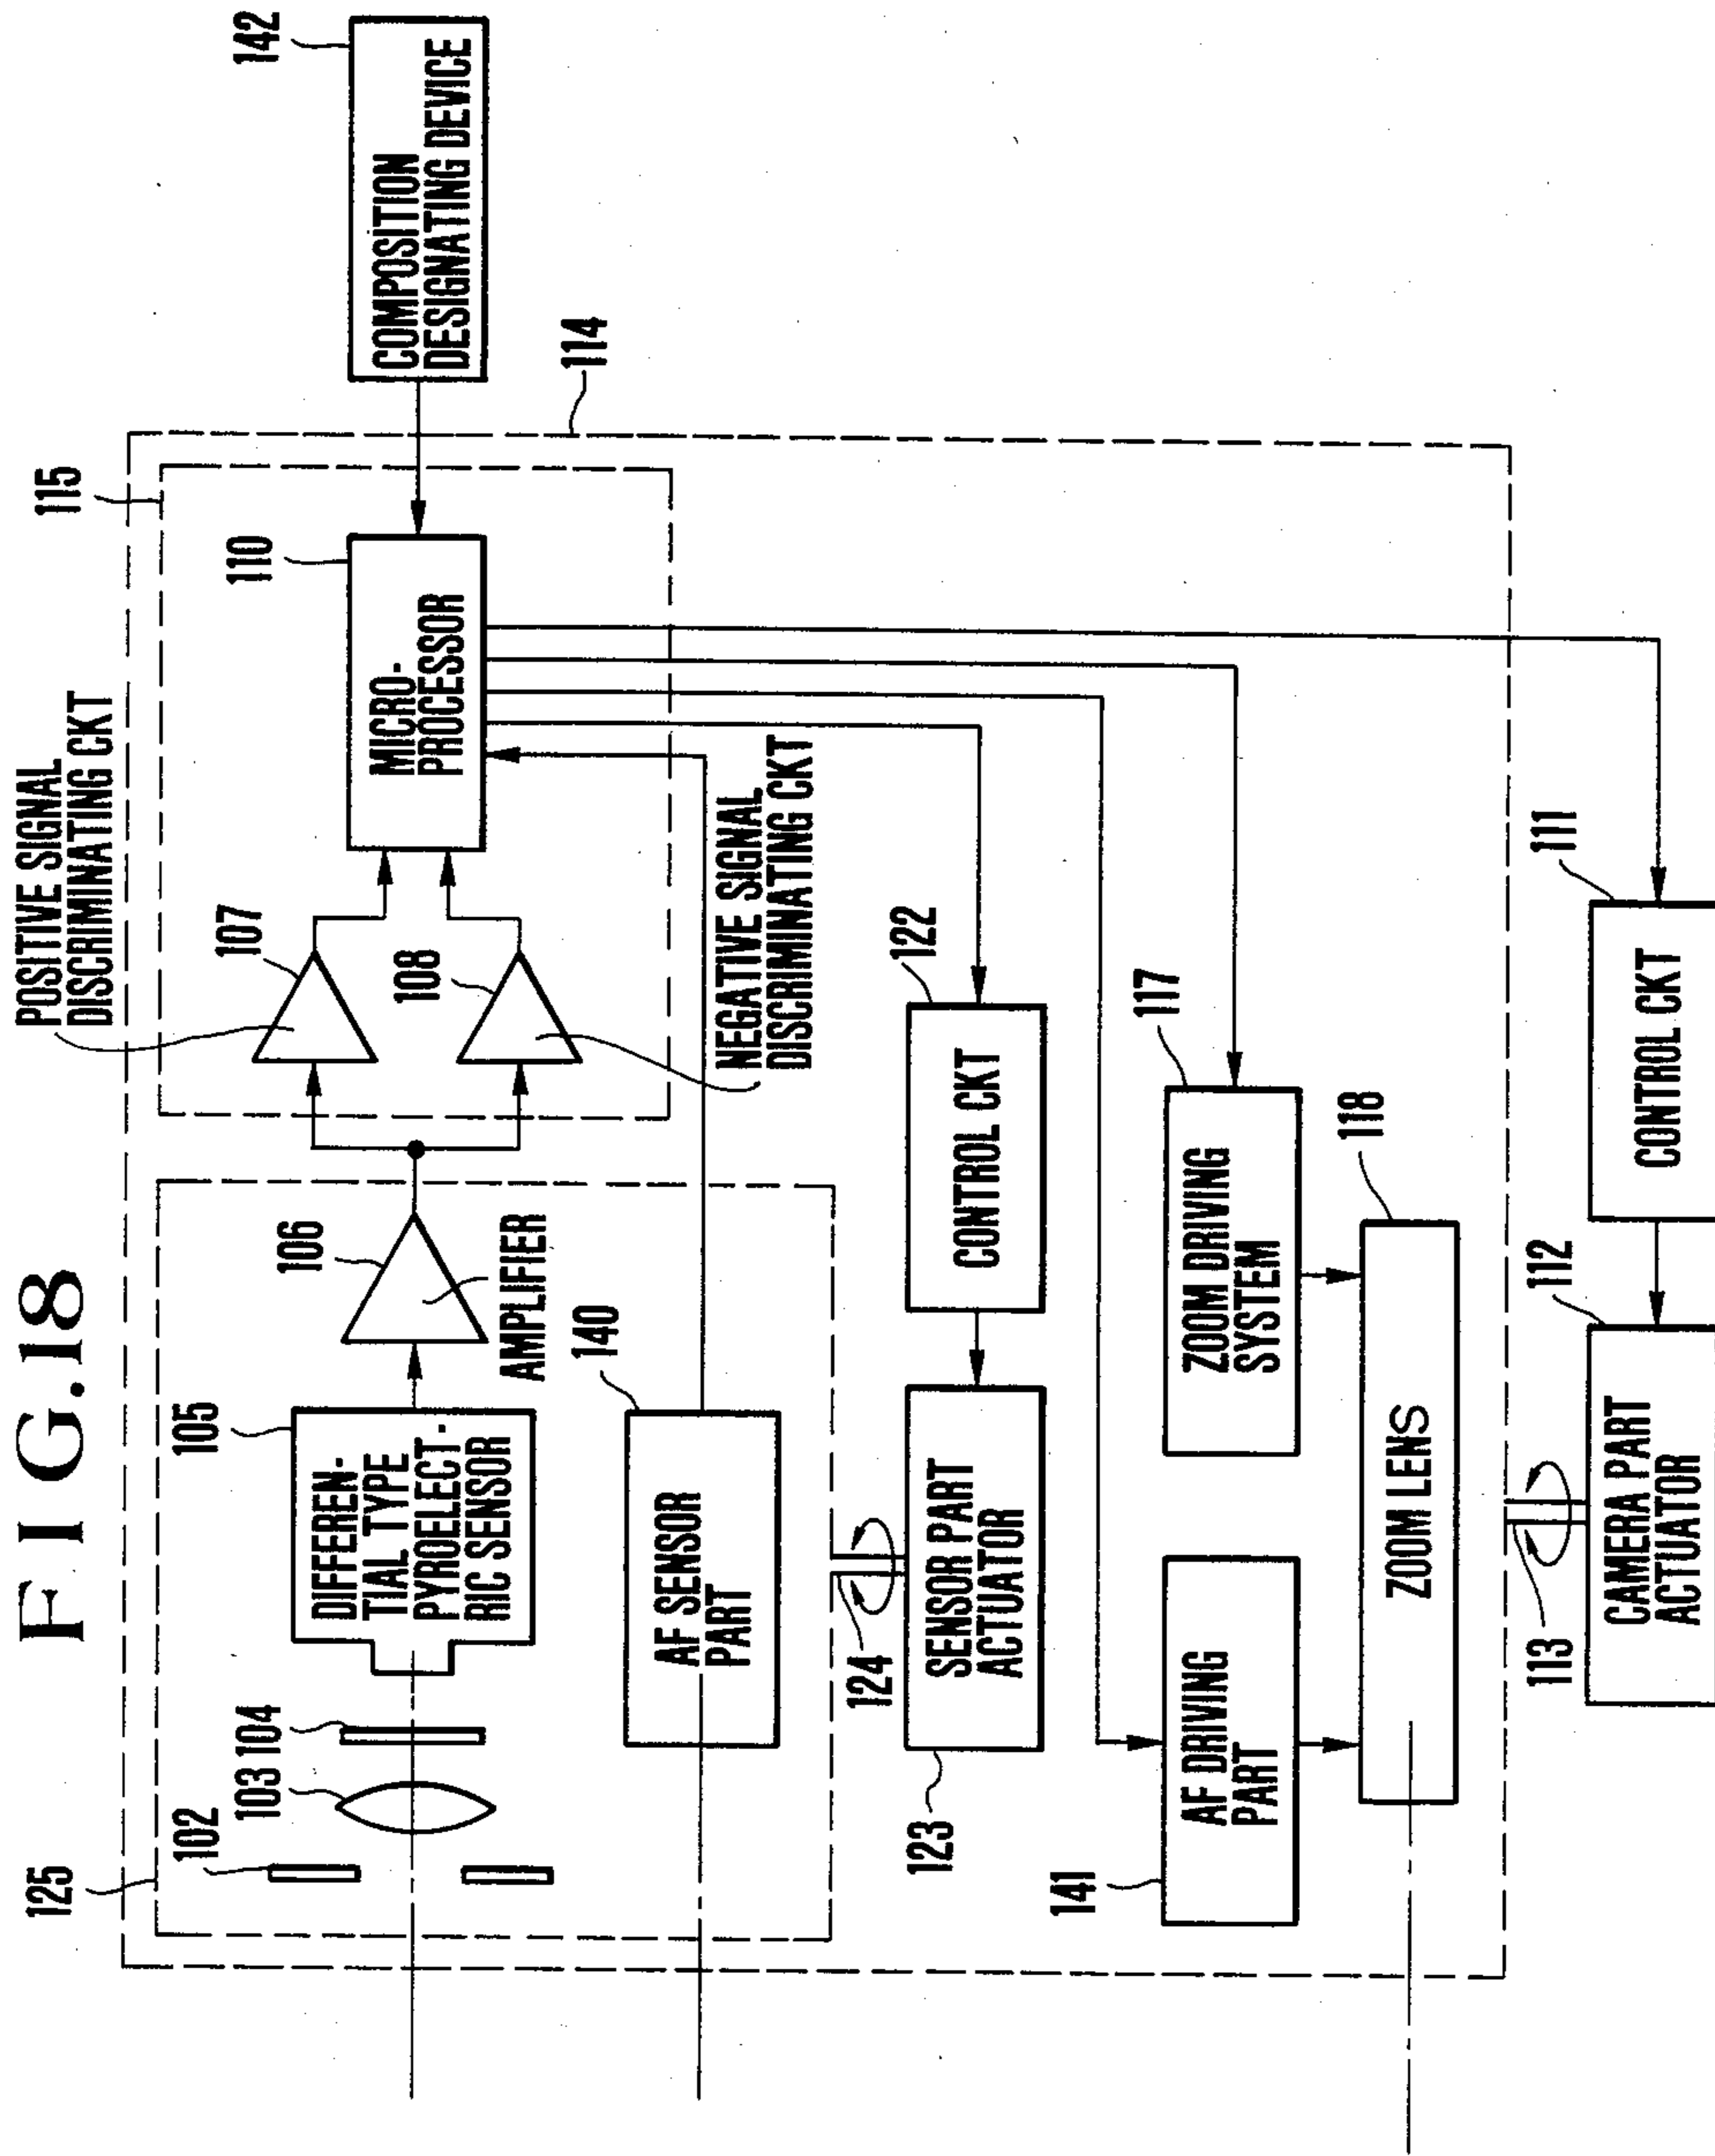 FIG.18
125
102
103
104
105
DIFFEREN-
TIAL TYPE
PYROELECT-
RIC SENSOR
106
AMPLIFIER
POSITIVE SIGNAL
DISCRIMINATING CKT
107
108
NEGATIVE SIGNAL
DISCRIMINATING CKT
115
110
MICRO-
PROCESSOR
142
COMPOSITION
DESIGNATING DEVICE
114
140
AF SENSOR
PART
124
123
SENSOR PART
ACTUATOR
122
CONTROL CKT
141
AF DRIVING
PART
117
ZOOM DRIVING
SYSTEM
118
ZOOM LENS
113
112
CAMERA PART
ACTUATOR
111
CONTROL CKT